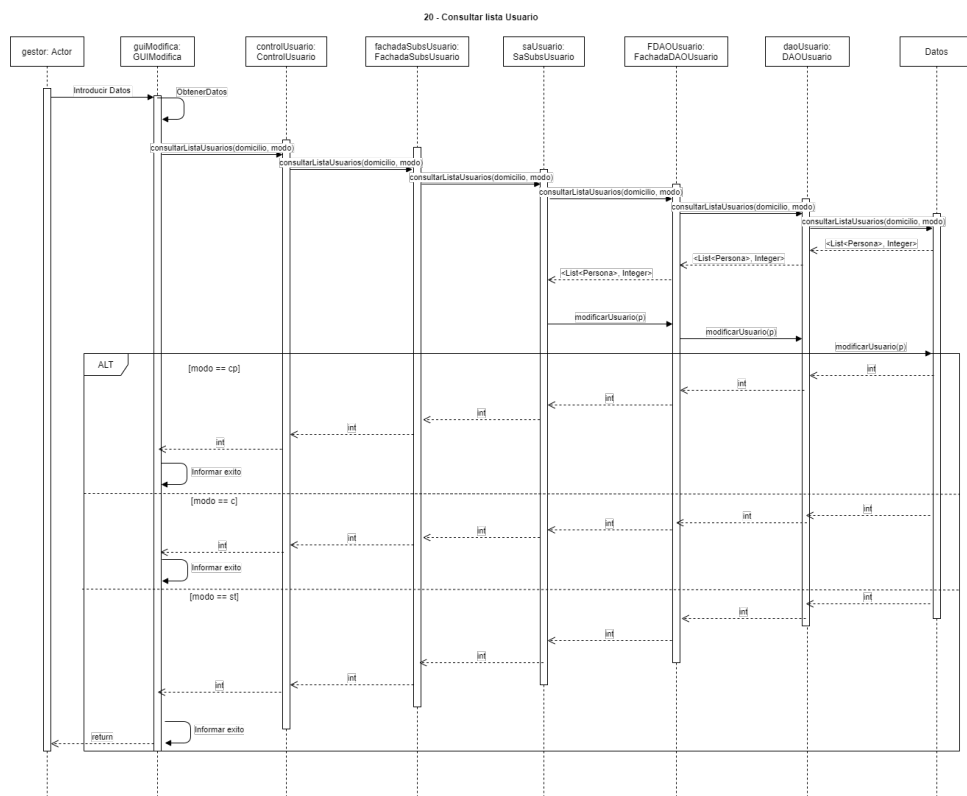 20 - Consultar lista Usuario
gestor: Actor
guiModifica:
GUIModifica
controlUsuario:
ControlUsuario
fachadaSubsUsuario:
FachadaSubsUsuario
saUsuario:
SaSubsUsuario
FDAOUsuario:
FachadaDAOUsuario
daoUsuario:
DAOUsuario
Datos
Introducir Datos
ObtenerDatos
consultarListaUsuarios(domicilio, modo)
consultarListaUsuarios(domicilio, modo)
consultarListaUsuarios(domicilio, modo)
consultarListaUsuarios(domicilio, modo)
consultarListaUsuarios(domicilio, modo)
consultarListaUsuarios(domicilio, modo)
<List<Persona>, Integer>
<List<Persona>, Integer>
<List<Persona>, Integer>
modificarUsuario(p)
modificarUsuario(p)
modificarUsuario(p)
ALT
[modo == cp]
int
int
int
int
int
int
Informar exito
[modo == c]
int
int
int
int
int
int
Informar exito
[modo == st]
int
int
int
int
int
int
Informar exito
return